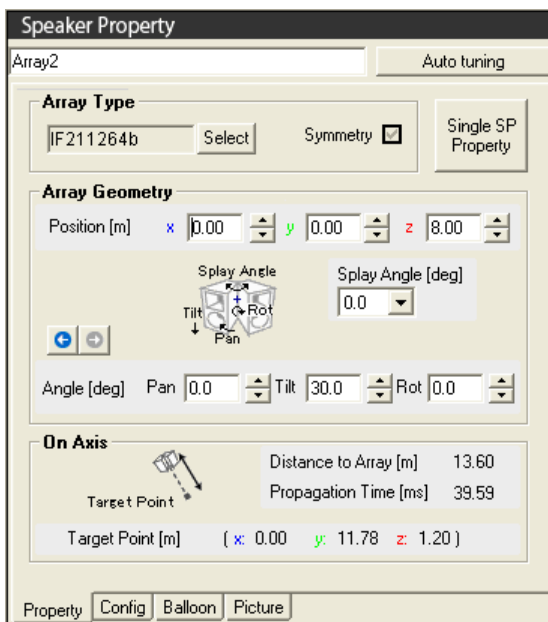 Speaker Property
Array2 Auto tuning
Array Type
IF211264b Select Symmetry Single SP Property
Array Geometry
Position [m] x 0.00 y 0.00 z 8.00
Splay Angle Splay Angle [deg]
0.0
Tilt Rot
Pan
Angle [deg] Pan 0.0 Tilt 30.0 Rot 0.0
On Axis
Distance to Array [m] 13.60
Propagation Time [ms] 39.59
Target Point
Target Point [m] ( x: 0.00 y: 11.78 z: 1.20 )
Property Config Balloon Picture